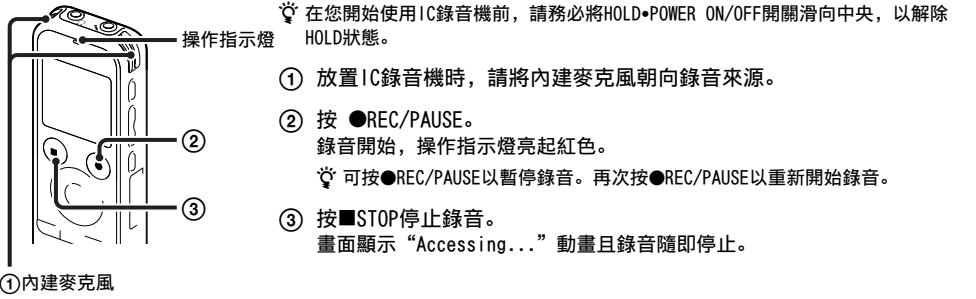 在您開始使用IC錄音機前，請務必將HOLD•POWER ON/OFF開關滑向中央，以解除
HOLD狀態。
操作指示燈
① 放置IC錄音機時，請將內建麥克風朝向錄音來源。
② 按 ●REC/PAUSE。
錄音開始，操作指示燈亮起紅色。
可按●REC/PAUSE以暫停錄音。再次按●REC/PAUSE以重新開始錄音。
③ 按■STOP停止錄音。
畫面顯示“Accessing...”動畫且錄音隨即停止。
②
③
①內建麥克風